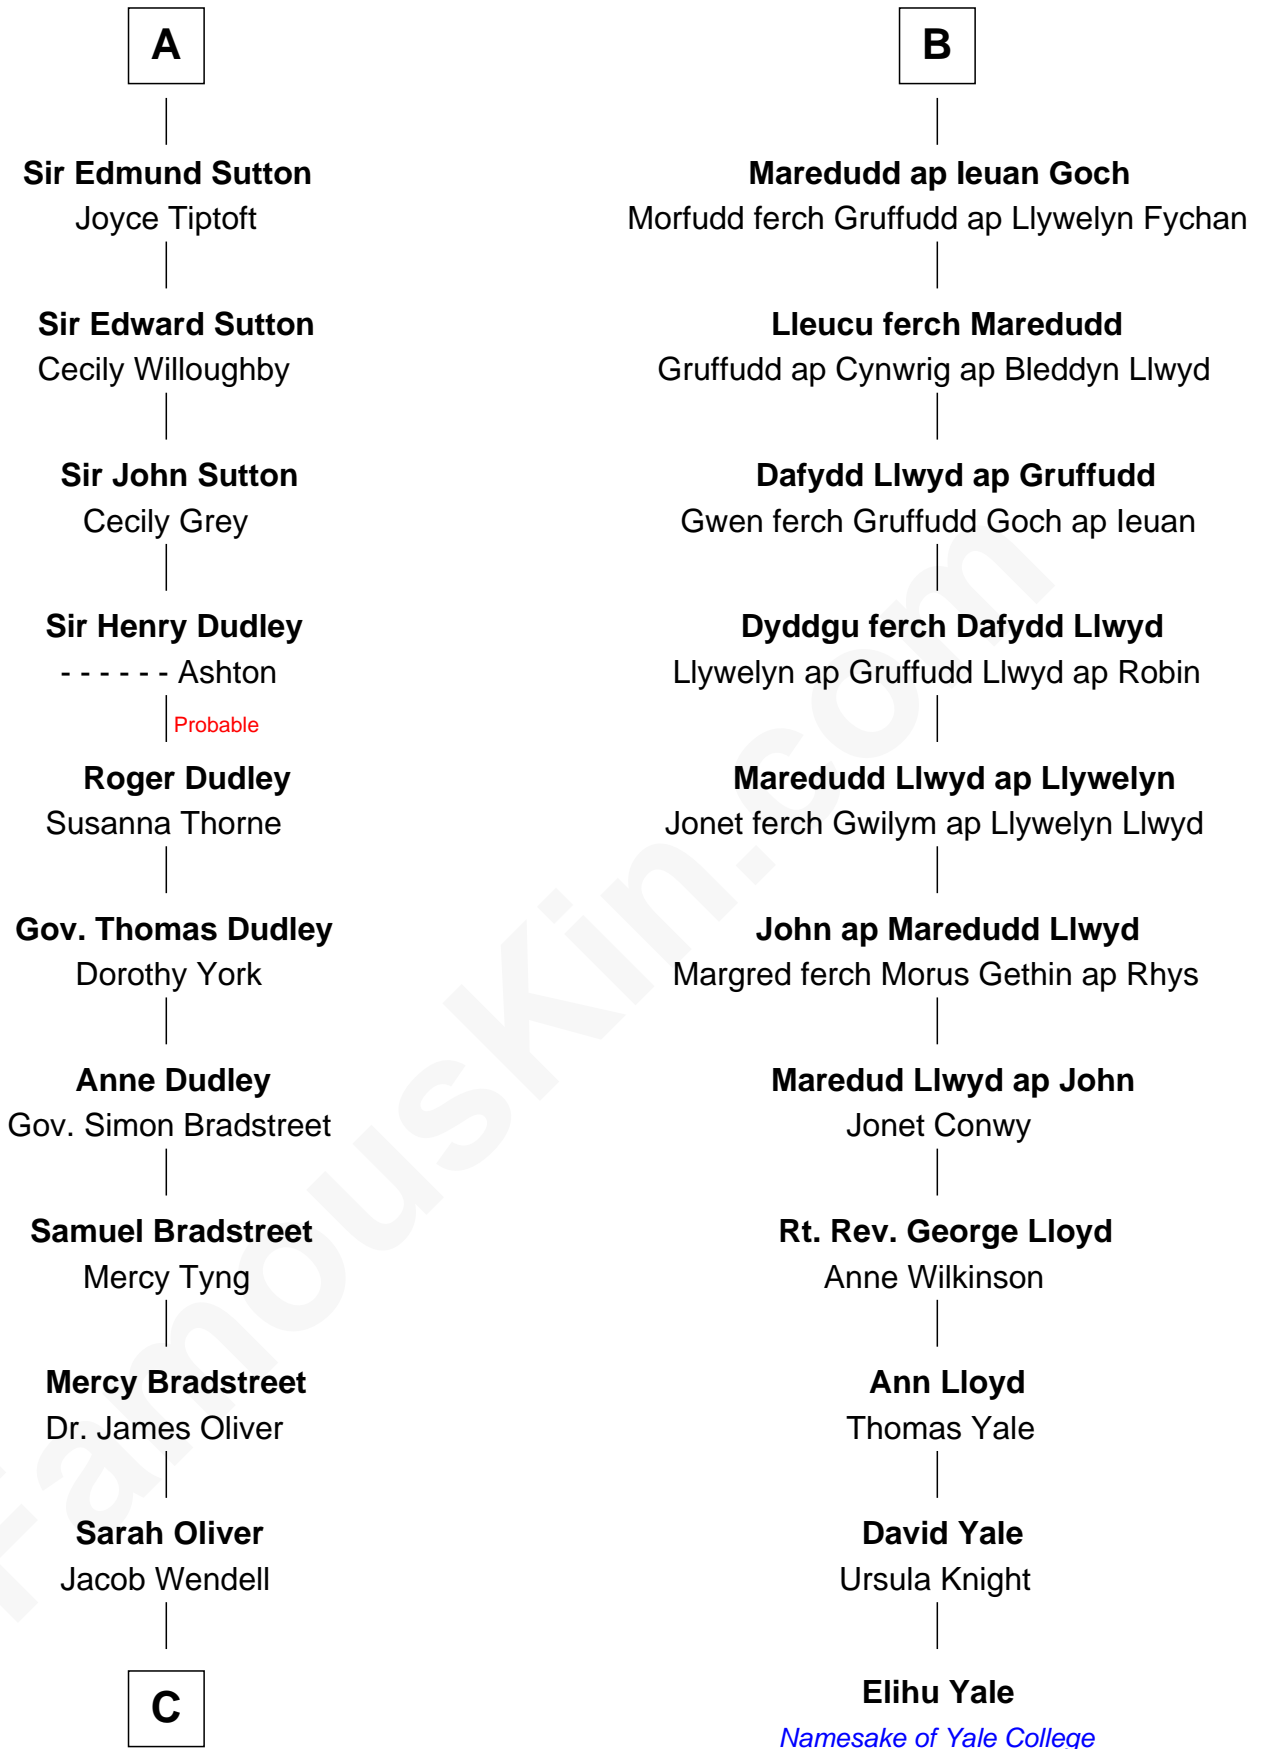 A
Sir Edmund Sutton
Joyce Tiptoft
Sir Edward Sutton
Cecily Willoughby
Sir John Sutton
Cecily Grey
Sir Henry Dudley
- - - - - - Ashton
Probable
Roger Dudley
Susanna Thorne
Gov. Thomas Dudley
Dorothy York
Anne Dudley
Gov. Simon Bradstreet
Samuel Bradstreet
Mercy Tyng
Mercy Bradstreet
Dr. James Oliver
Sarah Oliver
Jacob Wendell
C
B
Maredudd ap Ieuan Goch
Morfudd ferch Gruffudd ap Llywelyn Fychan
Lleucu ferch Maredudd
Gruffudd ap Cynwrig ap Bleddyn Llwyd
Dafydd Llwyd ap Gruffudd
Gwen ferch Gruffudd Goch ap Ieuan
Dyddgu ferch Dafydd Llwyd
Llywelyn ap Gruffudd Llwyd ap Robin
Maredudd Llwyd ap Llywelyn
Jonet ferch Gwilym ap Llywelyn Llwyd
John ap Maredudd Llwyd
Margred ferch Morus Gethin ap Rhys
Maredud Llwyd ap John
Jonet Conwy
Rt. Rev. George Lloyd
Anne Wilkinson
Ann Lloyd
Thomas Yale
David Yale
Ursula Knight
Elihu Yale
Namesake of Yale College
FamousKin.com